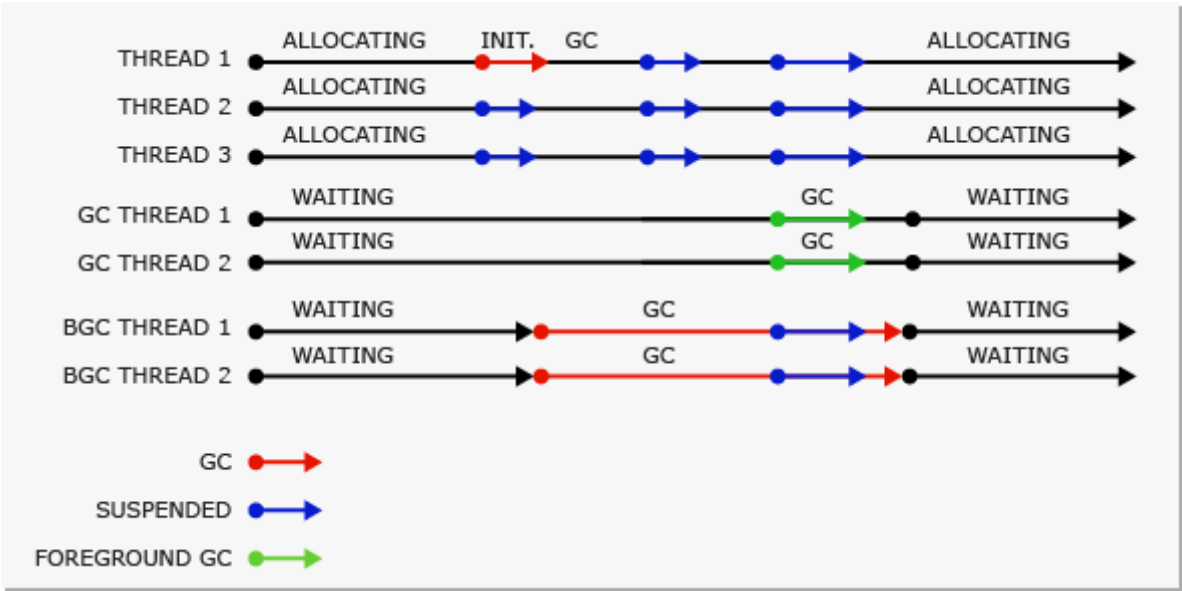 ALLOCATING INIT. GC ALLOCATING
THREAD 1
ALLOCATING ALLOCATING
THREAD 2
ALLOCATING ALLOCATING
THREAD 3
WAITING GC WAITING
GC THREAD 1
WAITING GC WAITING
GC THREAD 2
WAITING GC WAITING
BGC THREAD 1
WAITING GC WAITING
BGC THREAD 2
GC
SUSPENDED
FOREGROUND GC